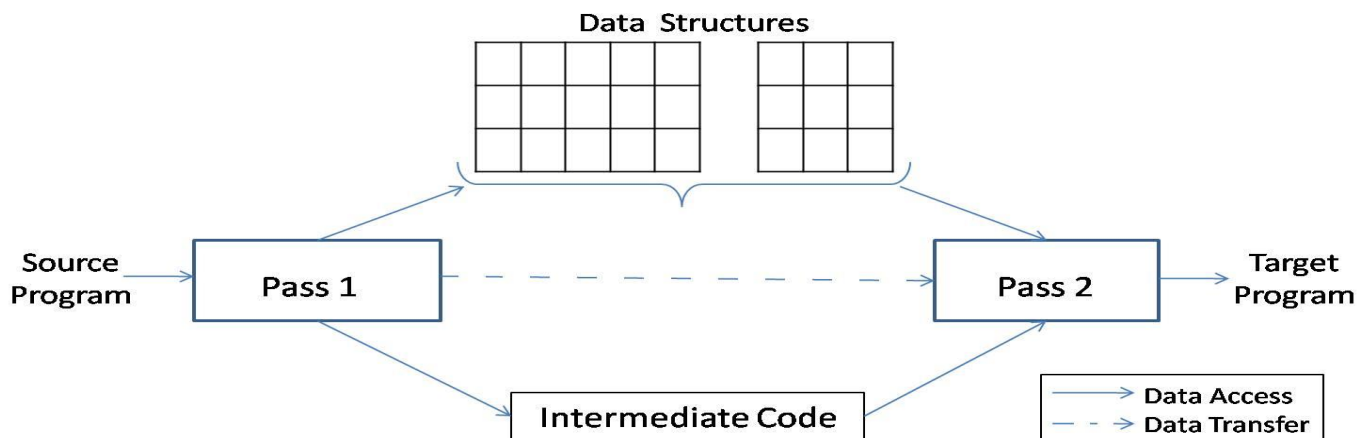 Data Structures
Source
Program
Pass 1
Pass 2
Target
Program
Intermediate Code
Data Access
Data Transfer